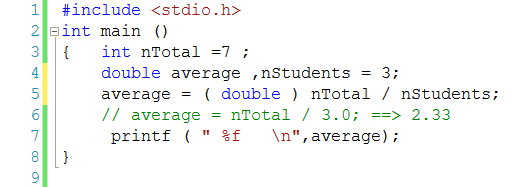 1 #include <stdio.h>
2 int main ()
3 {   int nTotal =7 ;
4     double average ,nStudents = 3;
5     average = ( double ) nTotal / nStudents;
6     // average = nTotal / 3.0; ==> 2.33
7      printf ( " %f   \n",average);
8 }
9